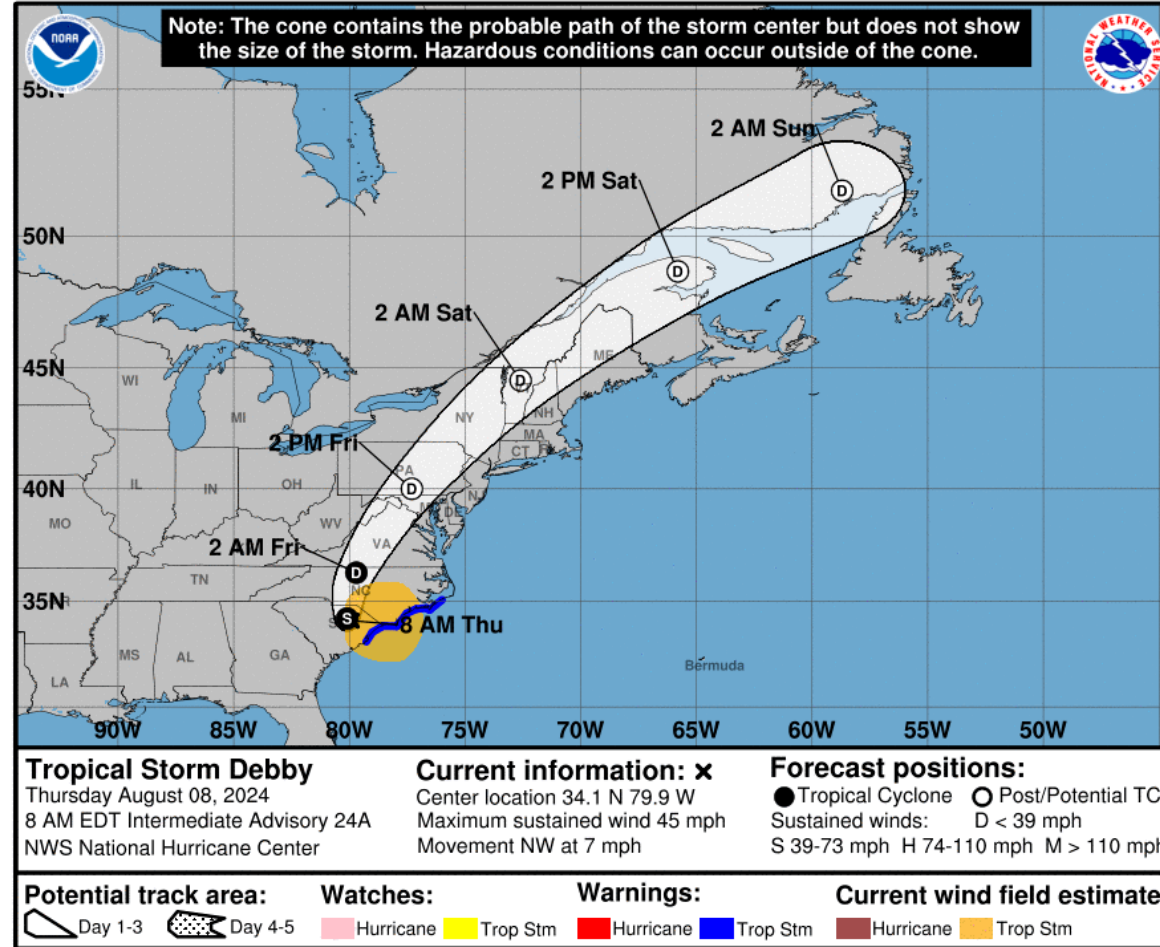 Note: The cone contains the probable path of the storm center but does not show
the size of the storm. Hazardous conditions can occur outside of the cone.
NOAA
NATIONAL WEATHER SERVICE
55N
2 AM Sun
2 PM Sat
50N
2 AM Sat
45N
2 PM Fri
40N
2 AM Fri
35N
8 AM Thu
D
D
D
D
D
S
WI
MI
NY
ME
NH
MA
CT
PA
NJ
IL
IN
OH
MO
WV
DE
VA
TN
NC
MS
AL
GA
LA
Bermuda
90W 85W 80W 75W 70W 65W 60W 55W 50W
Tropical Storm Debby
Thursday August 08, 2024
8 AM EDT Intermediate Advisory 24A
NWS National Hurricane Center
Current information: x
Center location 34.1 N 79.9 W
Maximum sustained wind 45 mph
Movement NW at 7 mph
Forecast positions:
Tropical Cyclone Post/Potential TC
Sustained winds: D < 39 mph
S 39-73 mph H 74-110 mph M > 110 mph
Potential track area:
Day 1-3 Day 4-5
Watches:
Hurricane Trop Stm
Warnings:
Hurricane Trop Stm
Current wind field estimate
Hurricane Trop Stm